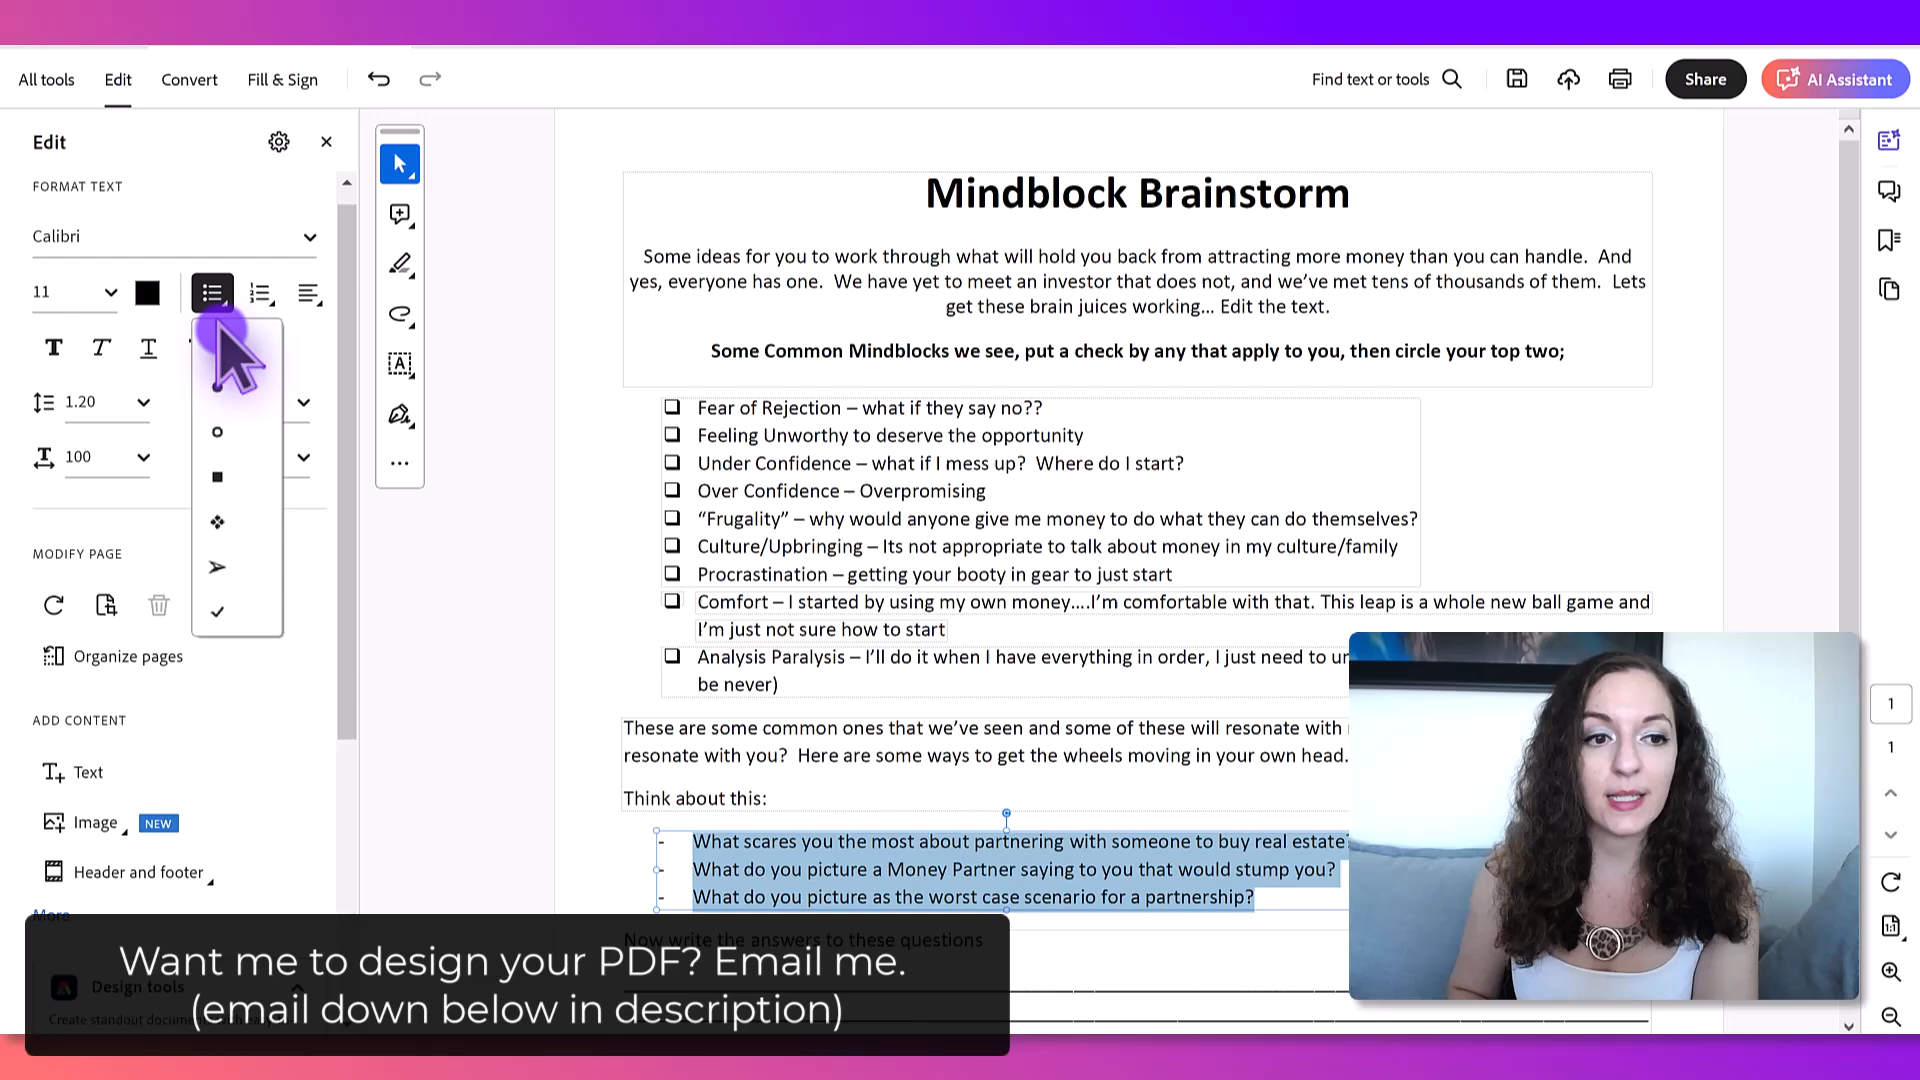 All tools
Edit
Convert
Fill & Sign
Find text or tools
Share
AI Assistant
Edit
FORMAT TEXT
Calibri
11
1.20
100
MODIFY PAGE
Organize pages
ADD CONTENT
Text
Image
NEW
Header and footer
More
Design tools
Mindblock Brainstorm
Some ideas for you to work through what will hold you back from attracting more money than you can handle.  And
yes, everyone has one.  We have yet to meet an investor that does not, and we’ve met tens of thousands of them.  Lets
get these brain juices working... Edit the text.
Some Common Mindblocks we see, put a check by any that apply to you, then circle your top two;
Fear of Rejection – what if they say no??
Feeling Unworthy to deserve the opportunity
Under Confidence – what if I mess up?  Where do I start?
Over Confidence – Overpromising
“Frugality” – why would anyone give me money to do what they can do themselves?
Culture/Upbringing – Its not appropriate to talk about money in my culture/family
Procrastination – getting your booty in gear to just start
Comfort – I started by using my own money....I’m comfortable with that. This leap is a whole new ball game and
I’m just not sure how to start
Analysis Paralysis – I’ll do it when I have everything in order, I just need to
be never)
These are some common ones that we’ve seen and some of these will resonate with
resonate with you?  Here are some ways to get the wheels moving in your own head.
Think about this:
- What scares you the most about partnering with someone to buy real estate?
- What do you picture a Money Partner saying to you that would stump you?
- What do you picture as the worst case scenario for a partnership?
Now write the answers to these questions
Want me to design your PDF? Email me.
(email down below in description)
1
1